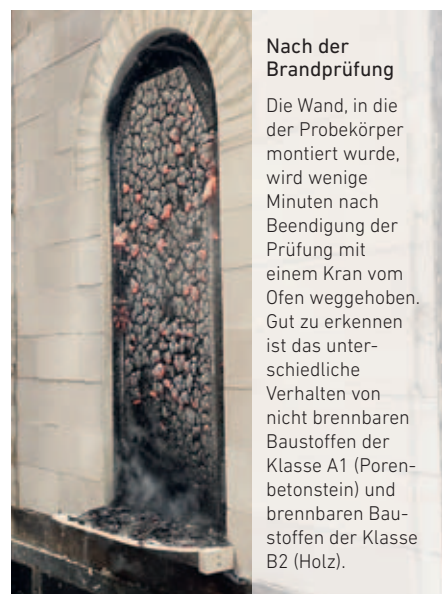 Nach der
Brandprüfung
Die Wand, in die
der Probekörper
montiert wurde,
wird wenige
Minuten nach
Beendigung der
Prüfung mit
einem Kran vom
Ofen weggehoben.
Gut zu erkennen
ist das unter-
schiedliche
Verhalten von
nicht brennbaren
Baustoffen der
Klasse A1 (Poren-
betonstein) und
brennbaren Bau-
stoffen der Klasse
B2 (Holz).